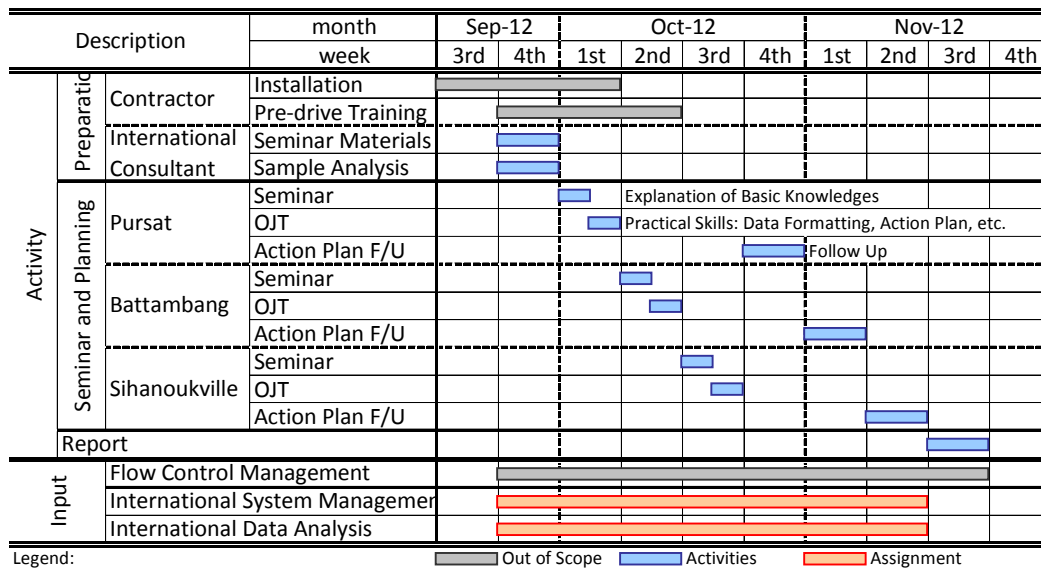 Description month Sep-12 Oct-12 Nov-12
week 3rd 4th 1st 2nd 3rd 4th 1st 2nd 3rd 4th
Activity
Preparatic
Contractor
Installation
Pre-drive Training
International
Consultant
Seminar Materials
Sample Analysis
Seminar and Planning
Pursat
Seminar Explanation of Basic Knowledges
OJT Practical Skills: Data Formatting, Action Plan, etc.
Action Plan F/U Follow Up
Battambang
Seminar
OJT
Action Plan F/U
Sihanoukville
Seminar
OJT
Action Plan F/U
Report
Input
Flow Control Management
International System Managemer
International Data Analysis
Legend: Out of Scope Activities Assignment